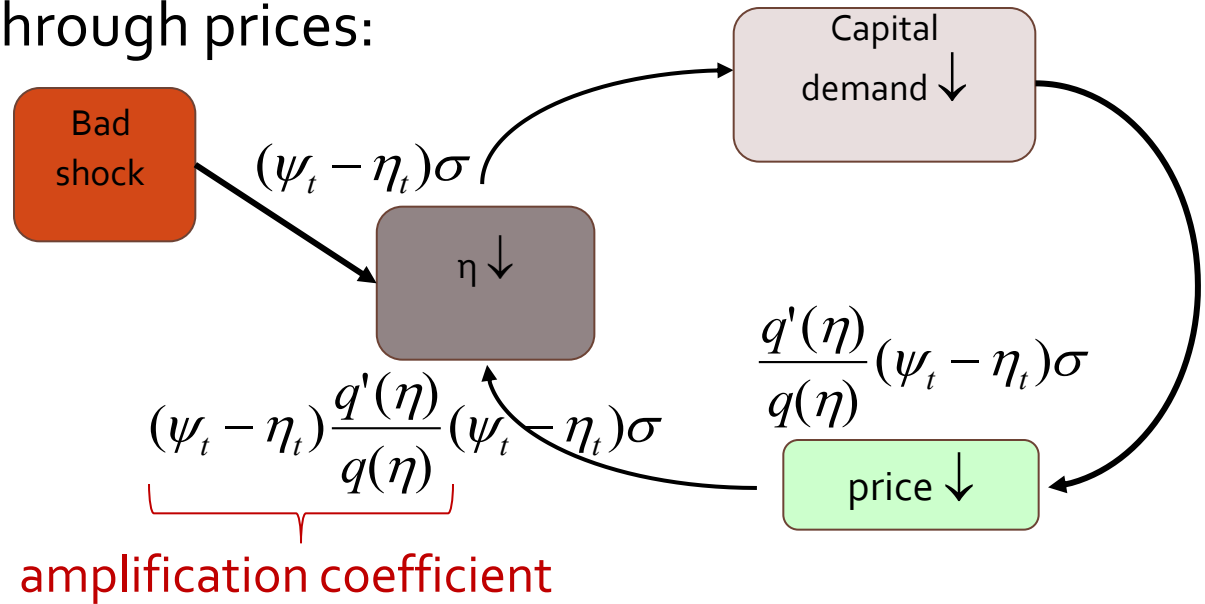 hrough prices:
Bad
shock
(ψ_t − η_t)σ
Capital
demand ↓
η ↓
q'(η)/q(η) (ψ_t − η_t)σ
price ↓
(ψ_t − η_t) q'(η)/q(η) (ψ_t − η_t)σ
amplification coefficient